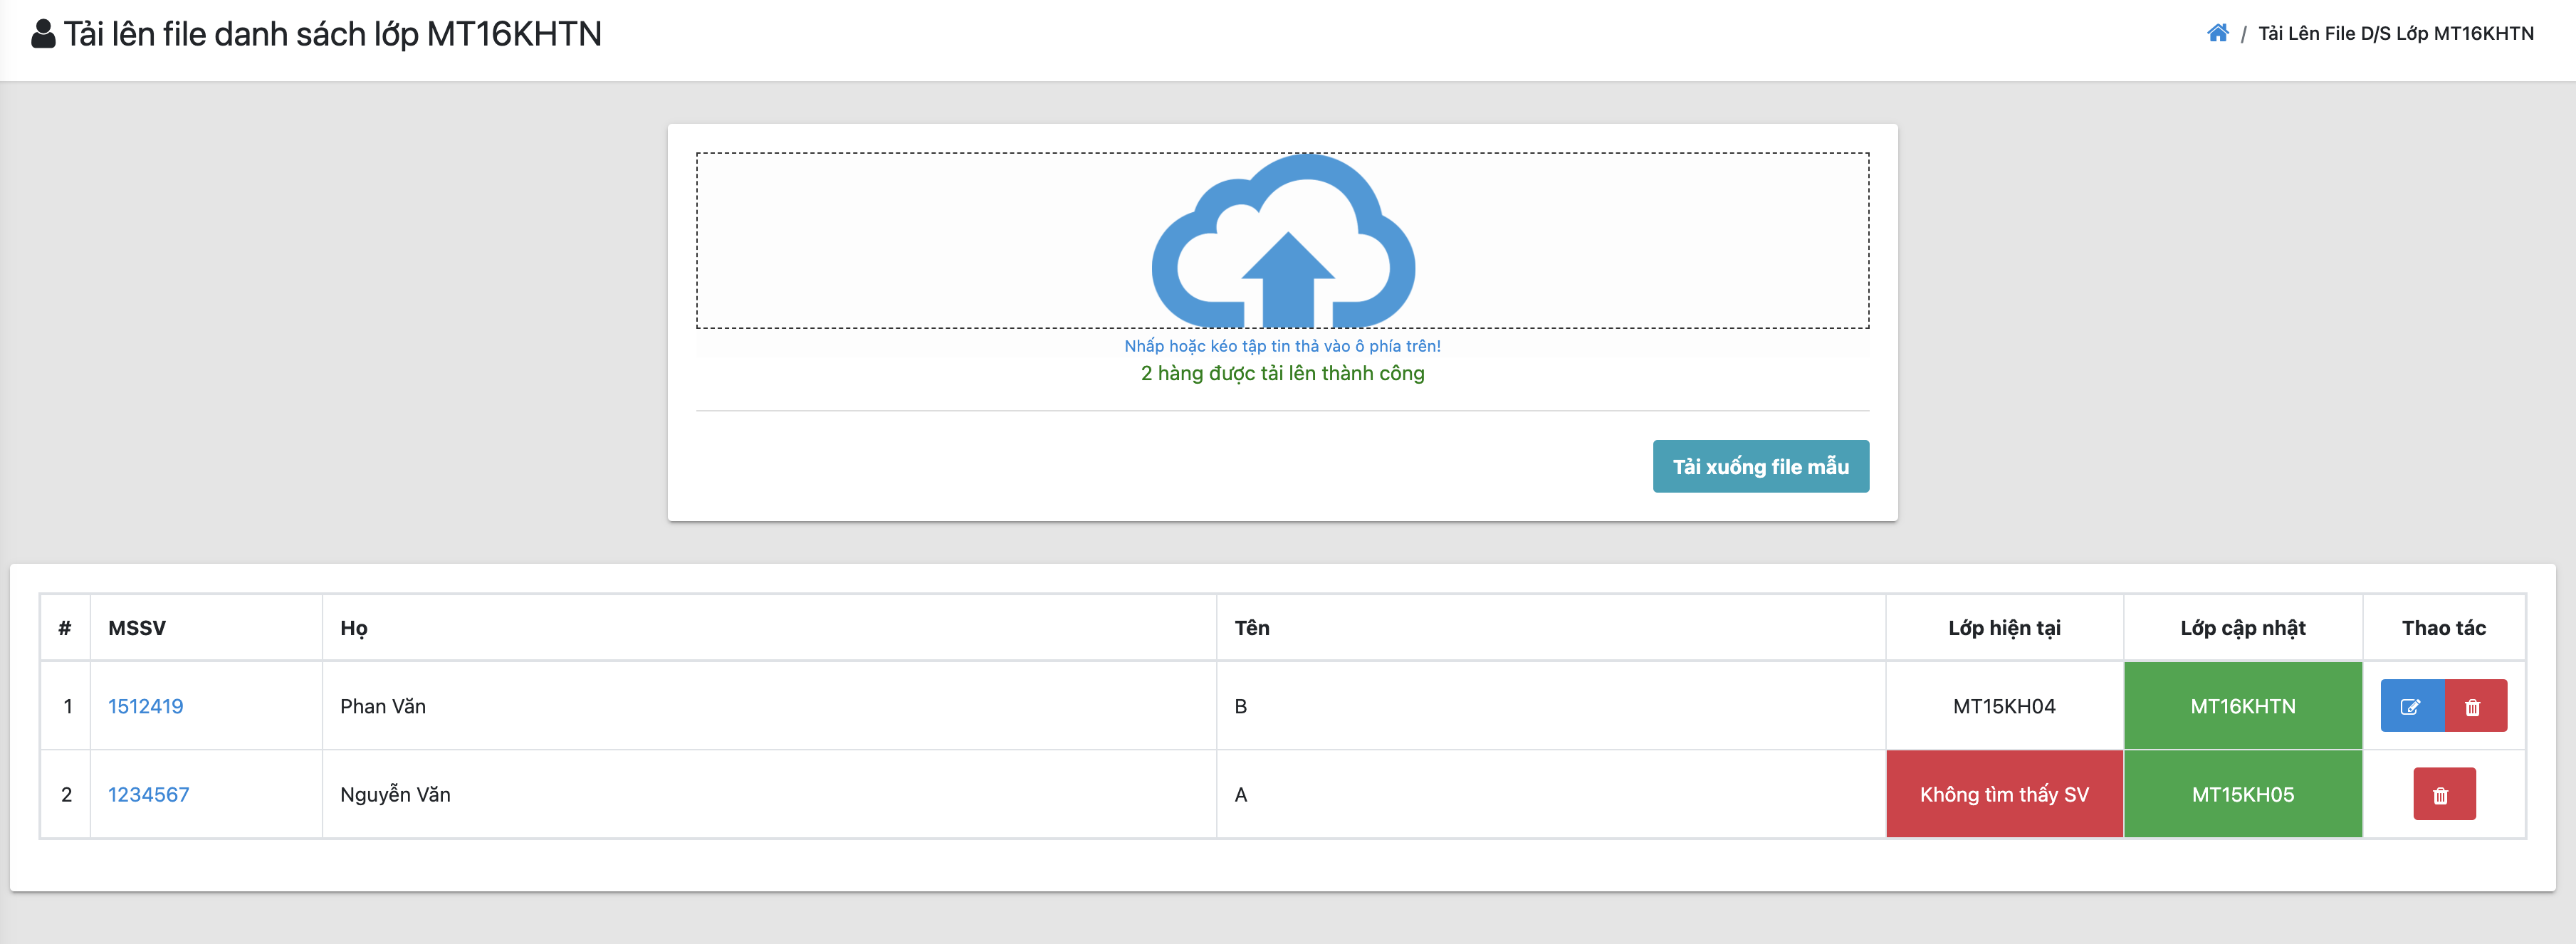 Tải lên file danh sách lớp MT16KHTN
/ Tải Lên File D/S Lớp MT16KHTN
Nhấp hoặc kéo tập tin thả vào ô phía trên!
2 hàng được tải lên thành công
Tải xuống file mẫu
# MSSV Họ Tên Lớp hiện tại Lớp cập nhật Thao tác
1 1512419 Phan Văn B MT15KH04 MT16KHTN
2 1234567 Nguyễn Văn A Không tìm thấy SV MT15KH05